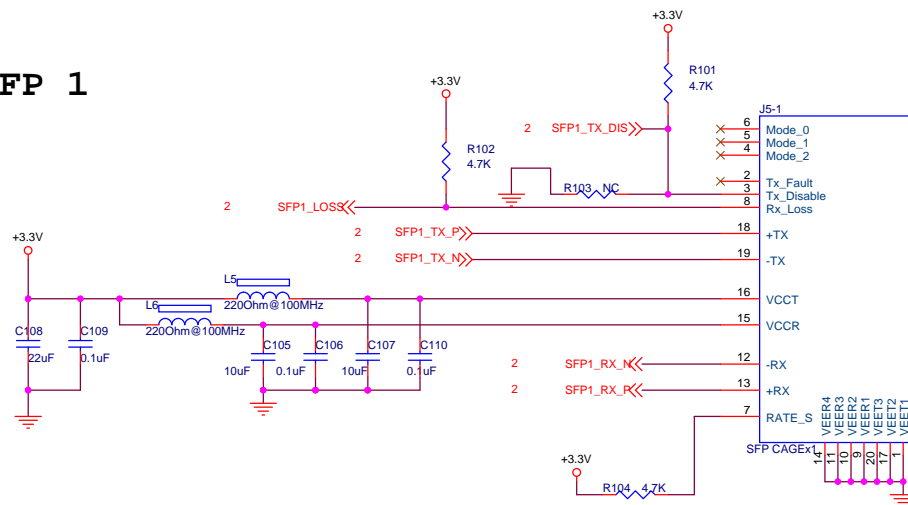 +3.3V
FP 1
+3.3V
R101
4.7K
J5-1
2 SFP1_TX_DIS
6 Mode_0
5 Mode_1
4 Mode_2
R102
4.7K
2 Tx_Fault
R103 NC
3 Tx_Disable
2 SFP1_LOSS
8 Rx_Loss
2 SFP1_TX_P
18 +TX
+3.3V
2 SFP1_TX_N
19 -TX
L5
220Ohm@100MHz
16 VCCT
L6
220Ohm@100MHz
15 VCCR
C108
22uF
C109
0.1uF
C105
10uF
C106
0.1uF
C107
10uF
C110
0.1uF
2 SFP1_RX_N
12 -RX
2 SFP1_RX_P
13 +RX
7 RATE_S
VEER4
VEER3
VEER2
VEER1
VEET3
VEET2
VEET1
SFP CAGEx1
14
11
10
9
20
17
1
+3.3V
R104 4.7K